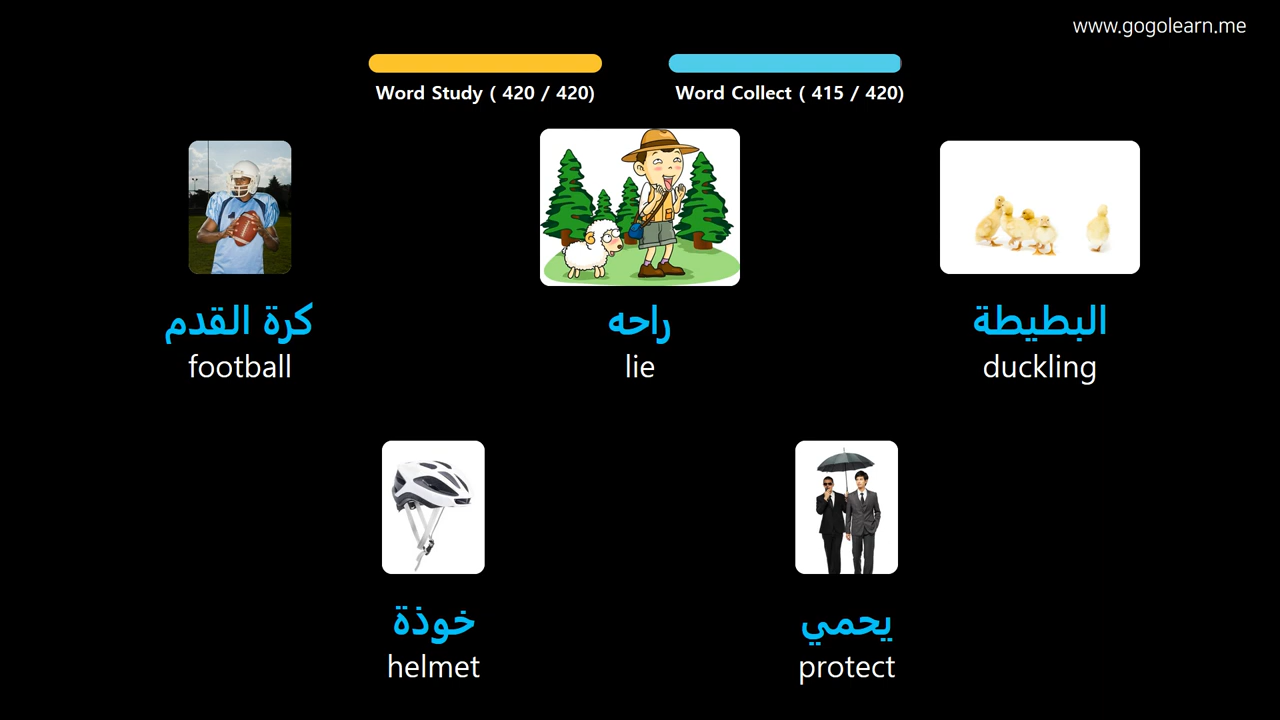 www.gogolearn.me
Word Study ( 420 / 420)
Word Collect ( 415 / 420)
كرة القدم
football
راحه
lie
البطيطة
duckling
خوذة
helmet
يحمي
protect